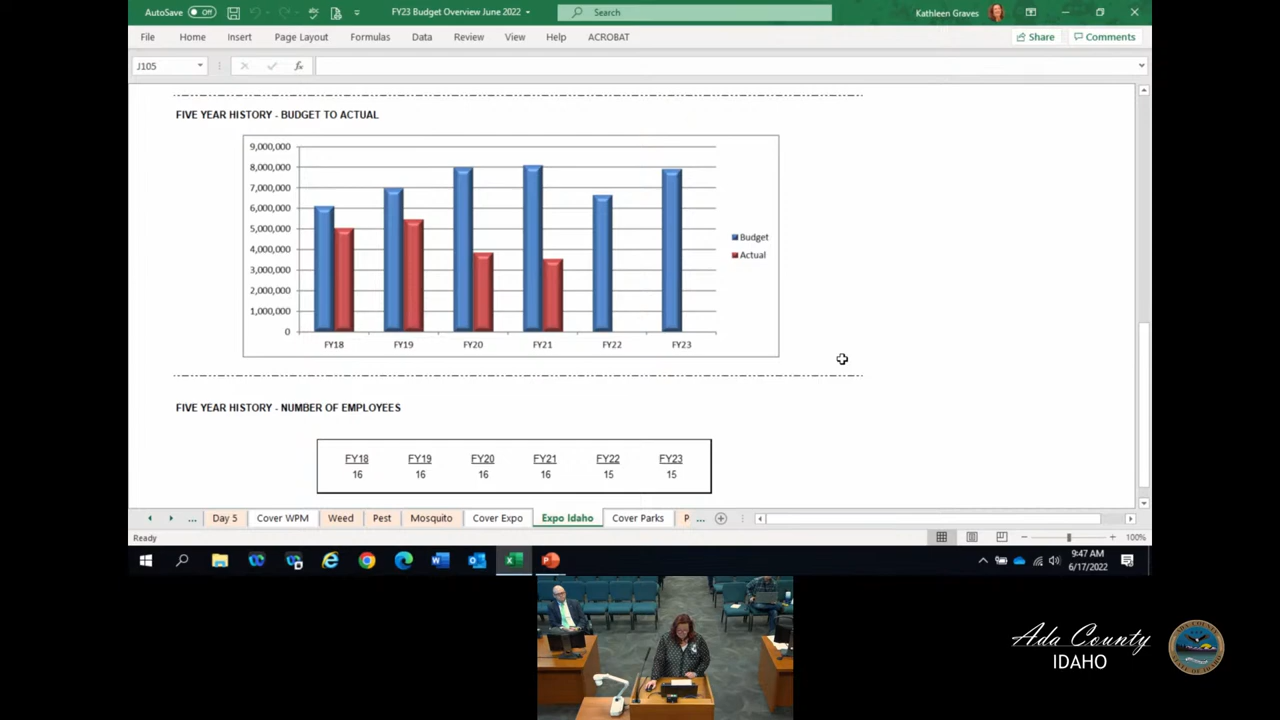 AutoSave Off
FY23 Budget Overview June 2022
Search
Kathleen Graves
File Home Insert Page Layout Formulas Data Review View Help ACROBAT
Share Comments
J105
fx
FIVE YEAR HISTORY - BUDGET TO ACTUAL
9,000,000
8,000,000
7,000,000
6,000,000
5,000,000
4,000,000
3,000,000
2,000,000
1,000,000
0
FY18 FY19 FY20 FY21 FY22 FY23
Budget
Actual
FIVE YEAR HISTORY - NUMBER OF EMPLOYEES
FY18 FY19 FY20 FY21 FY22 FY23
16 16 16 16 15 15
... Day 5 Cover WPM Weed Pest Mosquito Cover Expo Expo Idaho Cover Parks P ...
Ready
100%
9:47 AM
6/17/2022
Ada County
IDAHO